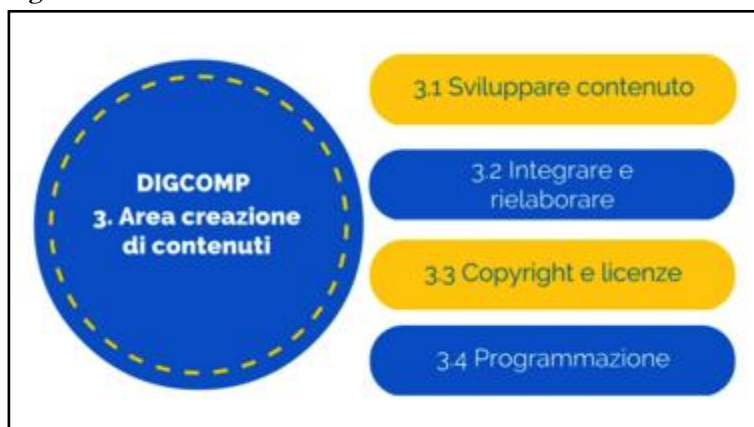 DIGCOMP
3. Area creazione
di contenuti
3.1 Sviluppare contenuto
3.2 Integrare e
rielaborare
3.3 Copyright e licenze
3.4 Programmazione